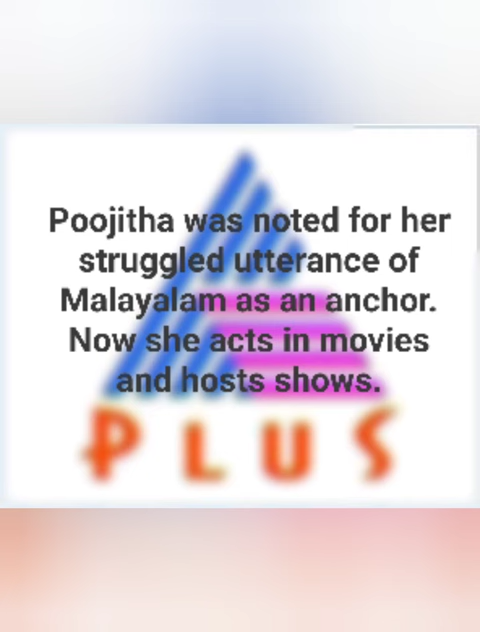 Poojitha was noted for her
struggled utterance of
Malayalam as an anchor.
Now she acts in movies
and hosts shows.
PLUS